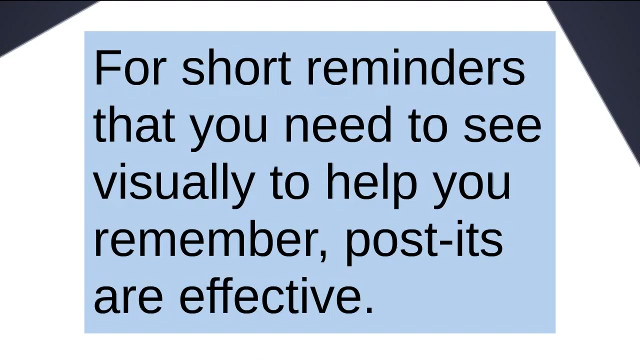 For short reminders
that you need to see
visually to help you
remember, post-its
are effective.